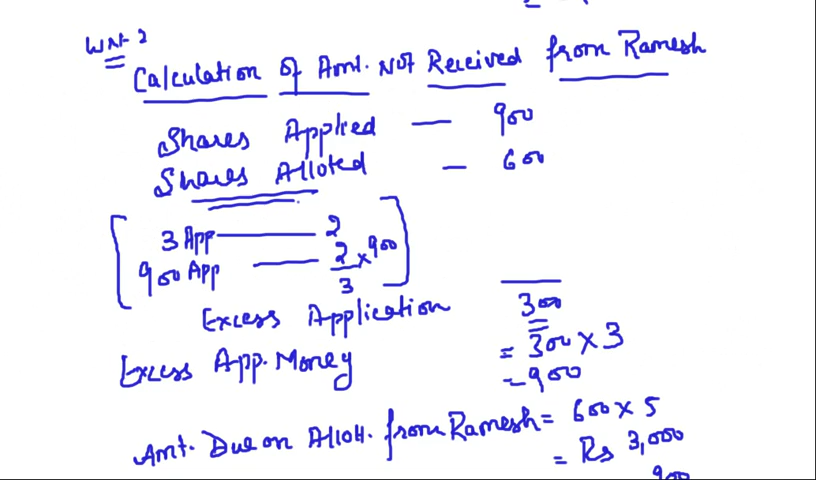 WN-2
Calculation of Amt. Not Received from Ramesh
Shares Applied — 900
Shares Alloted — 600
3 App — 2
900 App — 2/3 × 900
Excess Application 300
Excess App. Money = 300 × 3
= 900
Amt. Due on Allott. from Ramesh = 600 × 5
= Rs 3,000
900